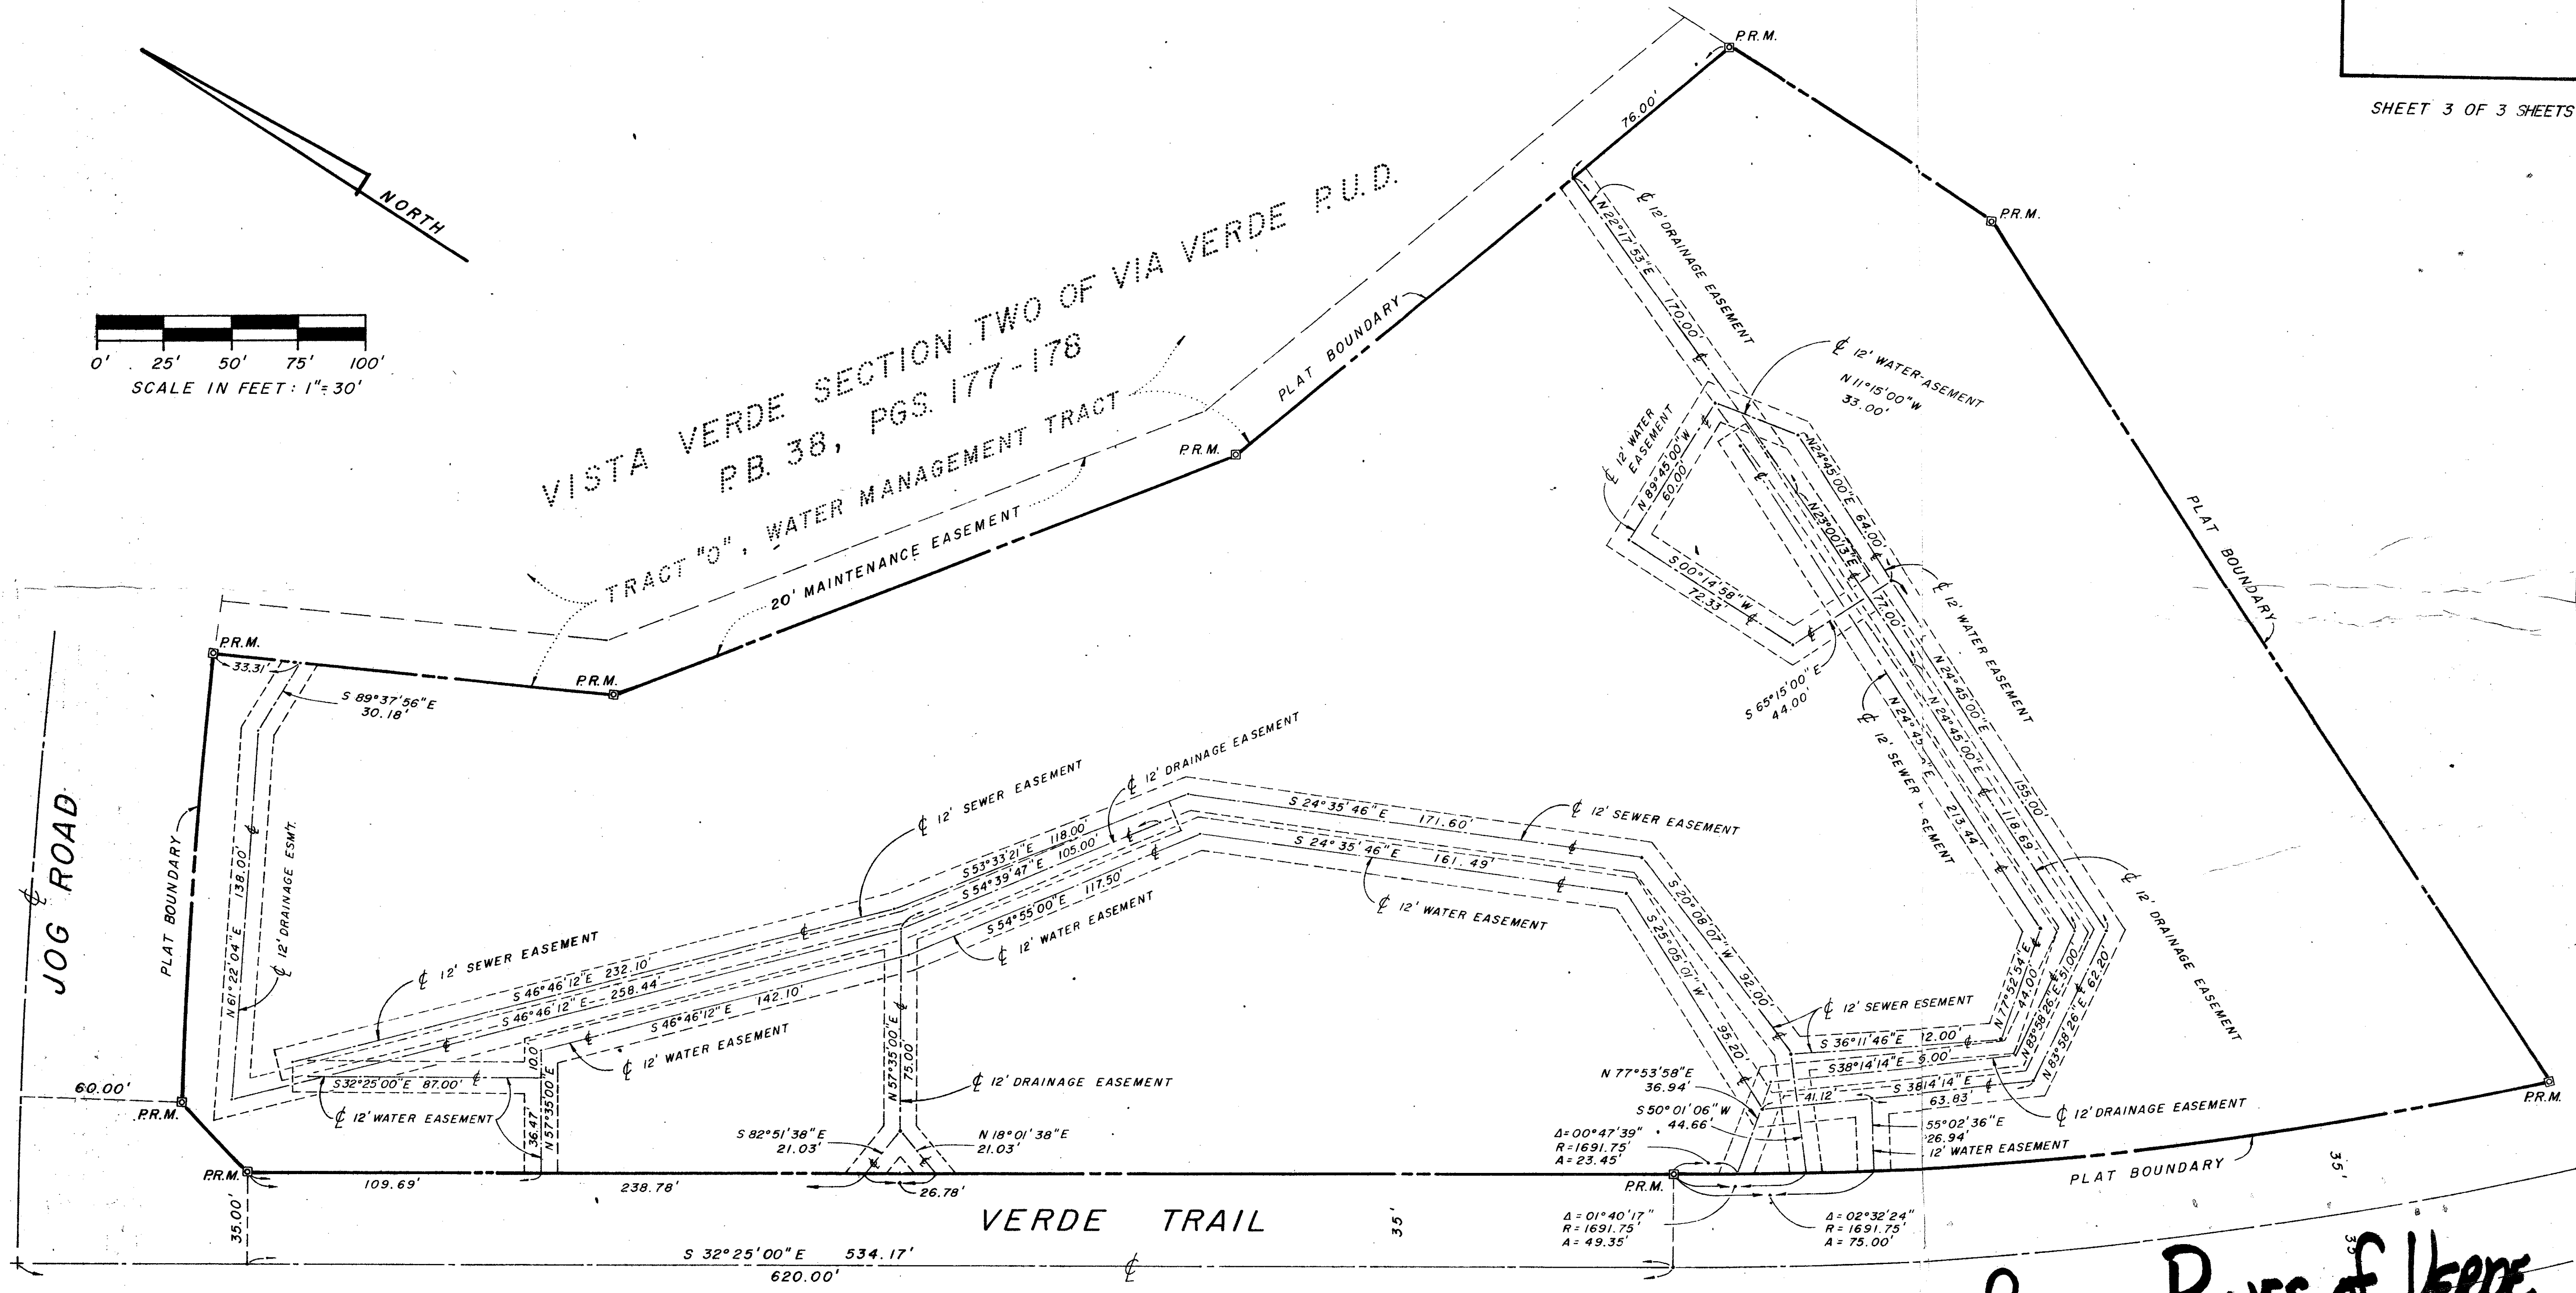 P.R.M.
SHEET 3 OF 3 SHEETS
76.00'
P.R.M.
NORTH
0' 25' 50' 75' 100'
SCALE IN FEET: 1"=30'
VISTA VERDE SECTION TWO OF VIA VERDE P.U.D.
P.B. 38, PGS. 177-178
TRACT "O", WATER MANAGEMENT TRACT
20' MAINTENANCE EASEMENT
PLAT BOUNDARY
P.R.M.
℄ 12' DRAINAGE EASEMENT
N 22°17'53"E
170.00'
℄
℄ 12' WATER-ASEMENT
N 11°15'00"W
33.00'
℄ 12' WATER
EASEMENT
N 89°45'00"W
60.00'
N 24°45'00"E 64.00'
N 23°00'13"E
77.00'
S 00°14'58"W
72.33'
S 65°15'00"E
44.00'
℄ 12' WATER EASEMENT
N 24°45'00"E
155.00'
N 24°45'00"E
118.69'
213.44'
PLAT BOUNDARY
P.R.M.
33.31'
P.R.M.
S 89°37'56"E
30.18'
JOG ROAD
℄
PLAT BOUNDARY
N 61°22'04"E 138.00'
℄ 12' DRAINAGE ESM'T.
℄ 12' SEWER EASEMENT
℄ 12' DRAINAGE EASEMENT
S 53°33'21"E 118.00'
S 54°39'47"E 105.00'
S 54°55'00"E 117.50'
℄ 12' WATER EASEMENT
S 24°35'46"E 171.60'
℄ 12' SEWER EASEMENT
S 24°35'46"E 161.49'
℄ 12' WATER EASEMENT
S 20°08'07"W 92.00'
S 25°05'01"W 95.20'
℄ 12' SEWER EASEMENT
S 46°46'12"E 232.10'
S 46°46'12"E 258.44'
S 46°46'12"E 142.10'
℄ 12' WATER EASEMENT
N 57°35'00"E
75.00'
℄ 12' DRAINAGE EASEMENT
℄ 12' DRAINAGE EASEMENT
℄ 12' SEWER ESEMENT
N 77°52'54"E
44.00'
N 83°58'26"E 51.00'
N 83°58'26"E 62.20'
S 36°11'46"E
S 38°14'14"E
41.12'
63.83'
℄ 12' DRAINAGE EASEMENT
N 77°53'58"E
36.94'
S 50°01'06"W
44.66'
55°02'36"E
26.94'
12' WATER EASEMENT
60.00'
P.R.M.
S32°25'00"E 87.00'
℄ 12' WATER EASEMENT
10.0'
36.47'
N 57°35'00"E
S 82°51'38"E
21.03'
N 18°01'38"E
21.03'
Δ=00°47'39"
R=1691.75'
A=23.45'
P.R.M.
109.69'
238.78'
26.78'
P.R.M.
PLAT BOUNDARY
P.R.M.
35.00'
VERDE TRAIL
35'
35'
Δ=01°40'17"
R=1691.75'
A=49.35'
Δ=02°32'24"
R=1691.75'
A=75.00'
S 32°25'00"E 534.17'
620.00'
℄